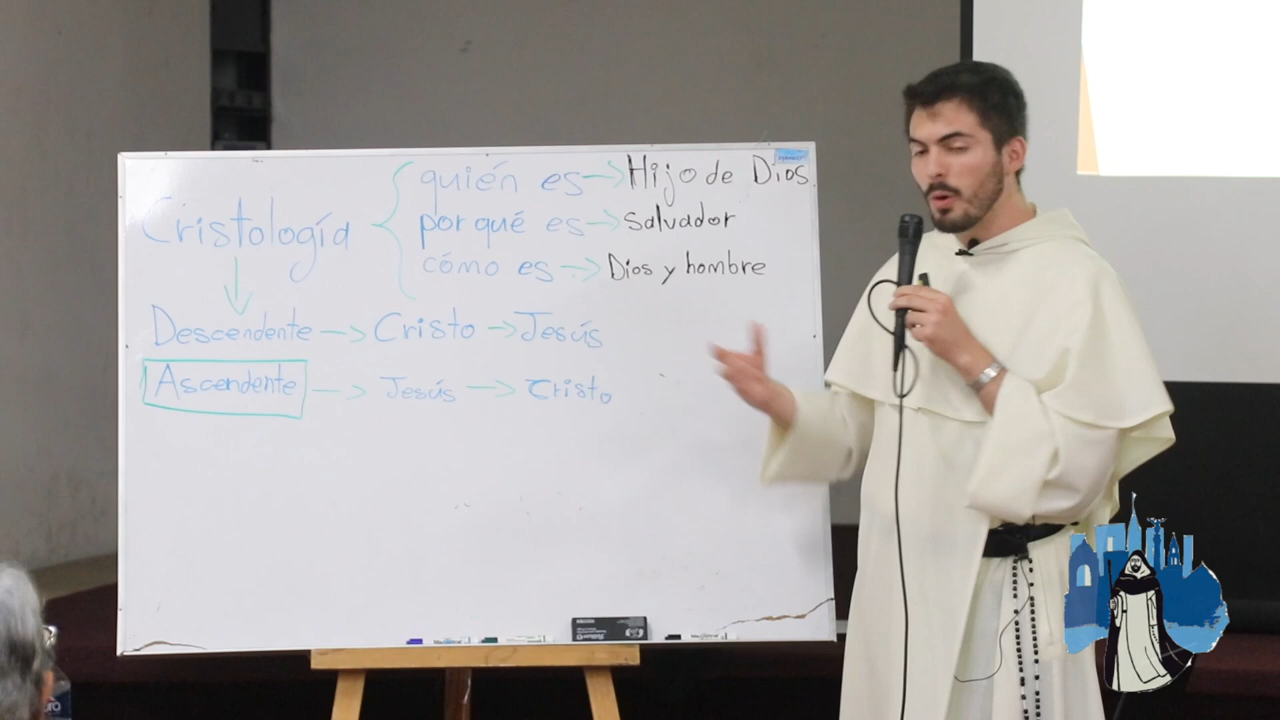 Cristología
quién es → Hijo de Dios
por qué es → salvador
cómo es → Dios y hombre
Descendente → Cristo → Jesús
Ascendente → Jesús → Cristo